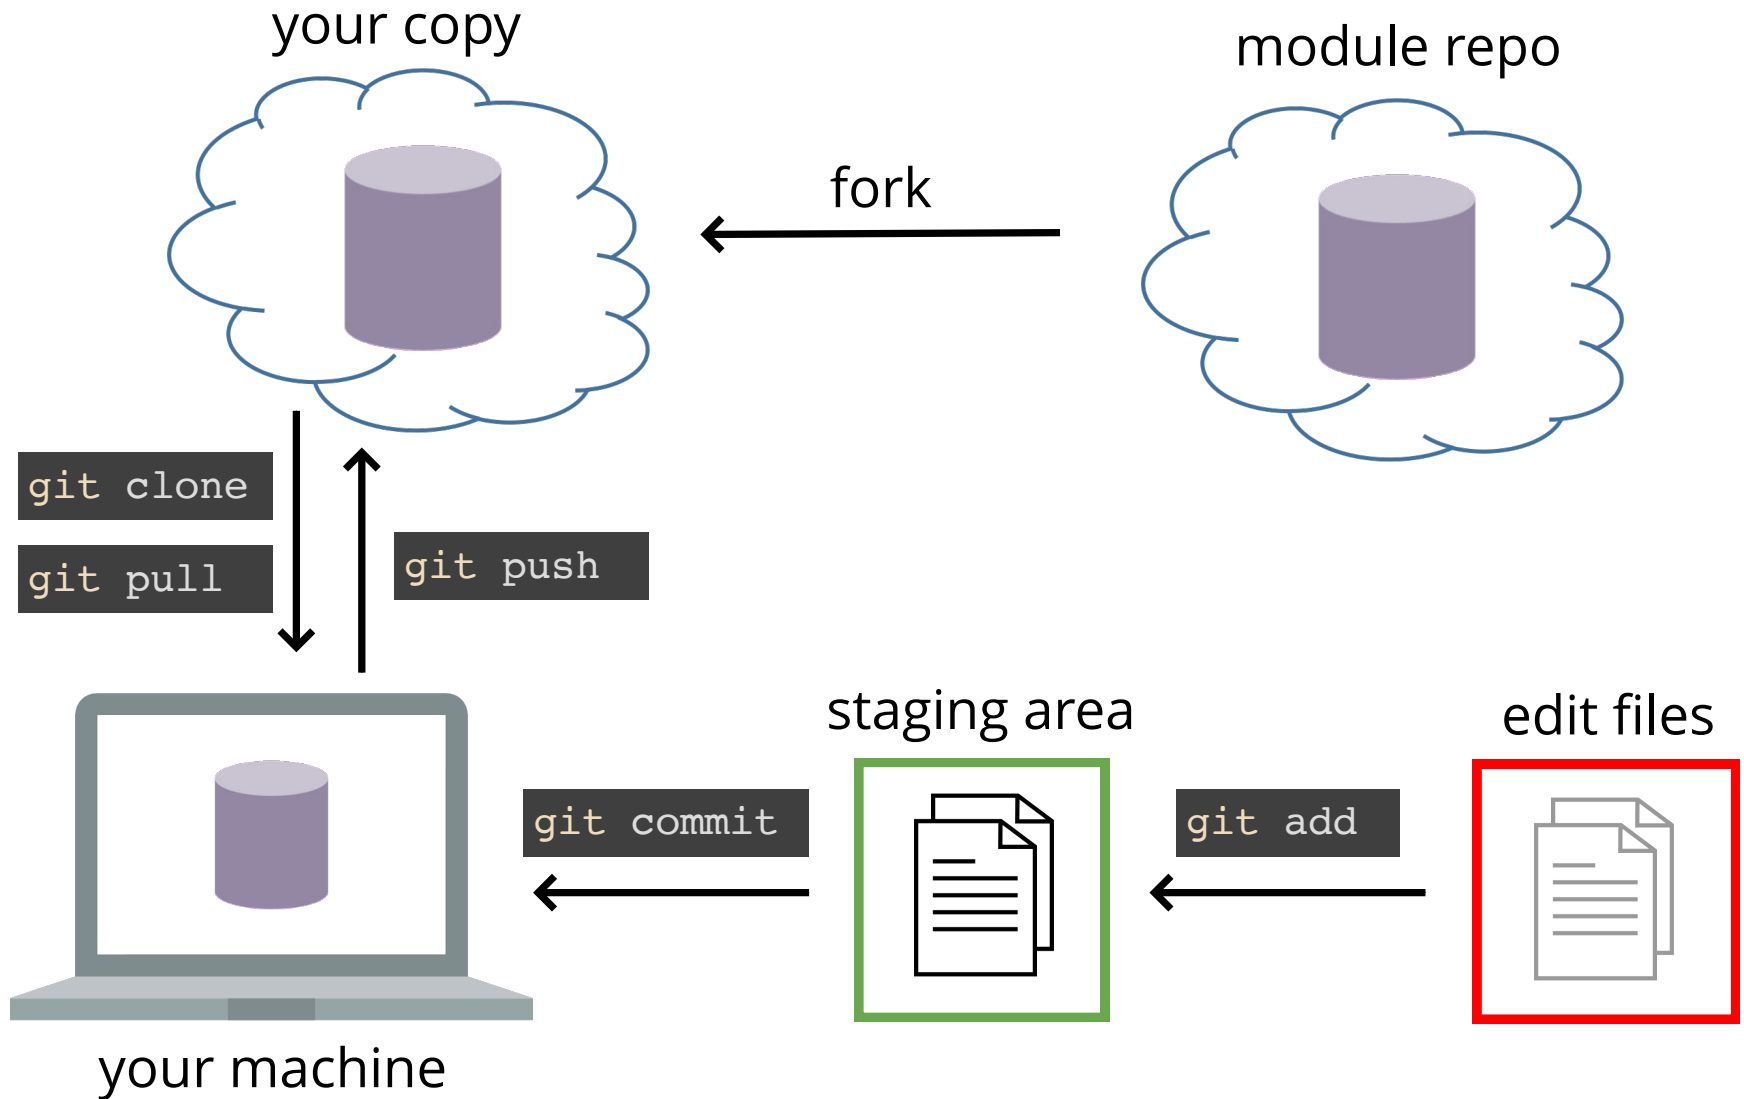 your copy
module repo
fork
git clone
git pull
git push
staging area
edit files
git commit
git add
your machine